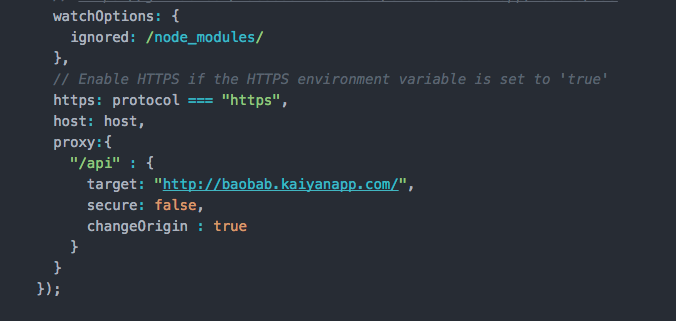 watchOptions: {
ignored: /node_modules/
},
// Enable HTTPS if the HTTPS environment variable is set to 'true'
https: protocol === "https",
host: host,
proxy:{
"/api" : {
target: "http://baobab.kaiyanapp.com/",
secure: false,
changeOrigin : true
}
}
});